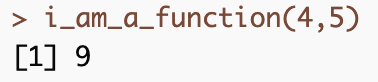 > i_am_a_function(4,5)
[1] 9